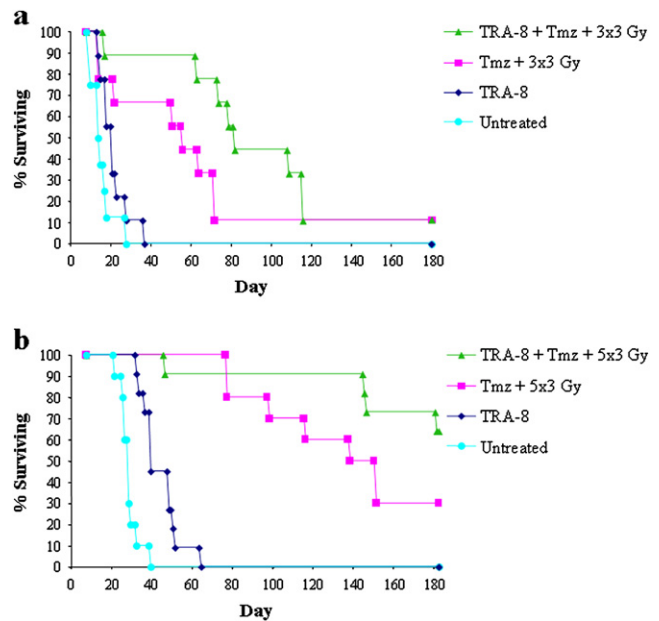 a
100
90
80
70
60
50
40
30
20
10
0
% Surviving
0 20 40 60 80 100 120 140 160 180
Day
TRA-8 + Tmz + 3x3 Gy
Tmz + 3x3 Gy
TRA-8
Untreated
b
100
90
80
70
60
50
40
30
20
10
0
% Surviving
0 20 40 60 80 100 120 140 160 180
Day
TRA-8 + Tmz + 5x3 Gy
Tmz + 5x3 Gy
TRA-8
Untreated